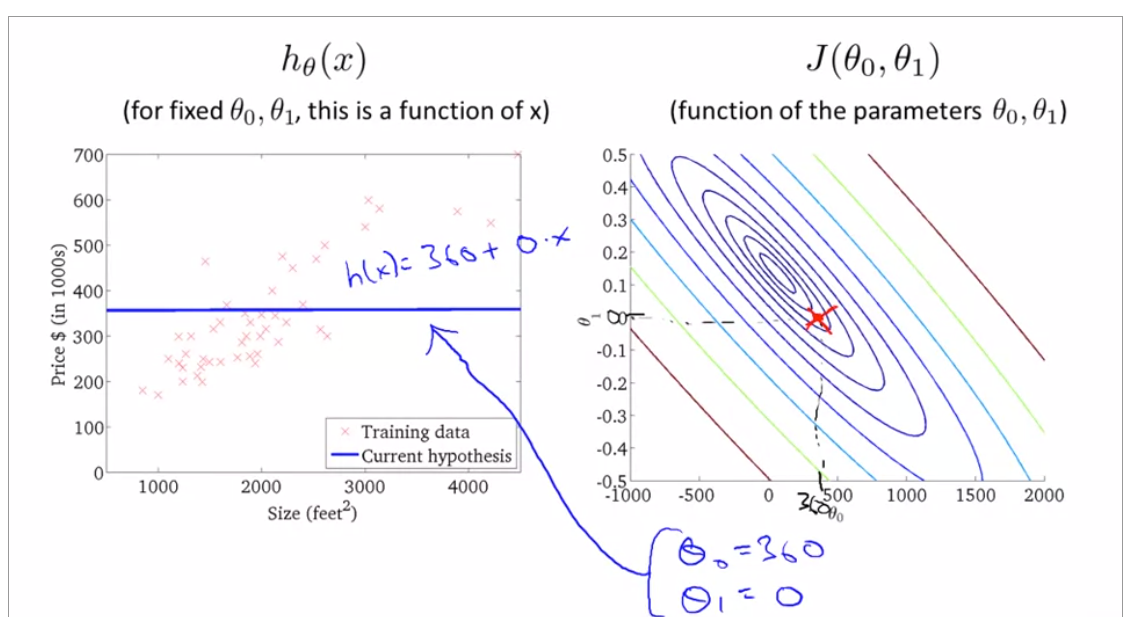 h_θ(x)
(for fixed θ₀, θ₁, this is a function of x)
700
600
500
400
300
200
100
0
Price $ (in 1000s)
h(x) = 360 + 0·x
Training data
Current hypothesis
1000
2000
3000
4000
Size (feet²)
J(θ₀, θ₁)
(function of the parameters θ₀, θ₁)
0.5
0.4
0.3
0.2
0.1
0
-0.1
-0.2
-0.3
-0.4
-0.5
θ₁
0
-1000
-500
0
500
1000
1500
2000
360
θ₀
θ₀ = 360
θ₁ = 0